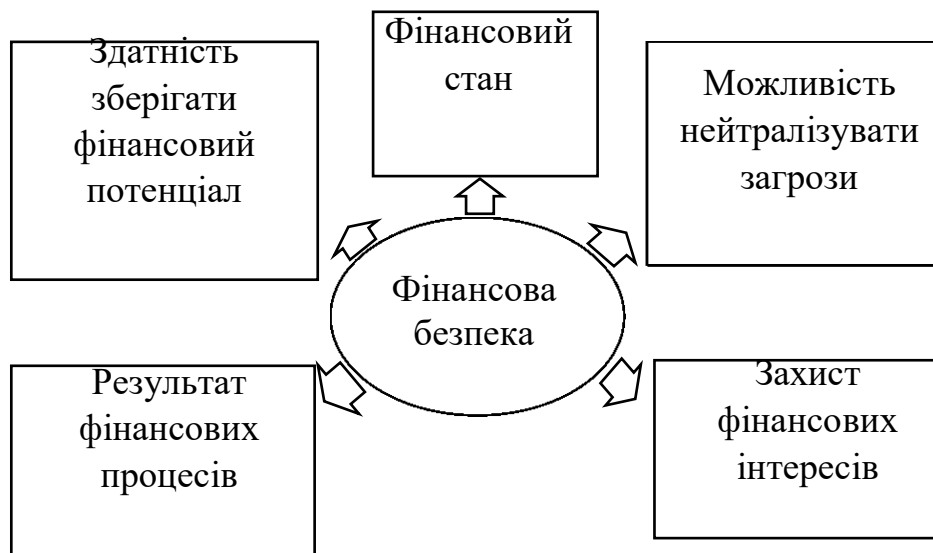 Здатність
зберігати
фінансовий
потенціал
Фінансовий
стан
Можливість
нейтралізувати
загрози
Фінансова
безпека
Результат
фінансових
процесів
Захист
фінансових
інтересів